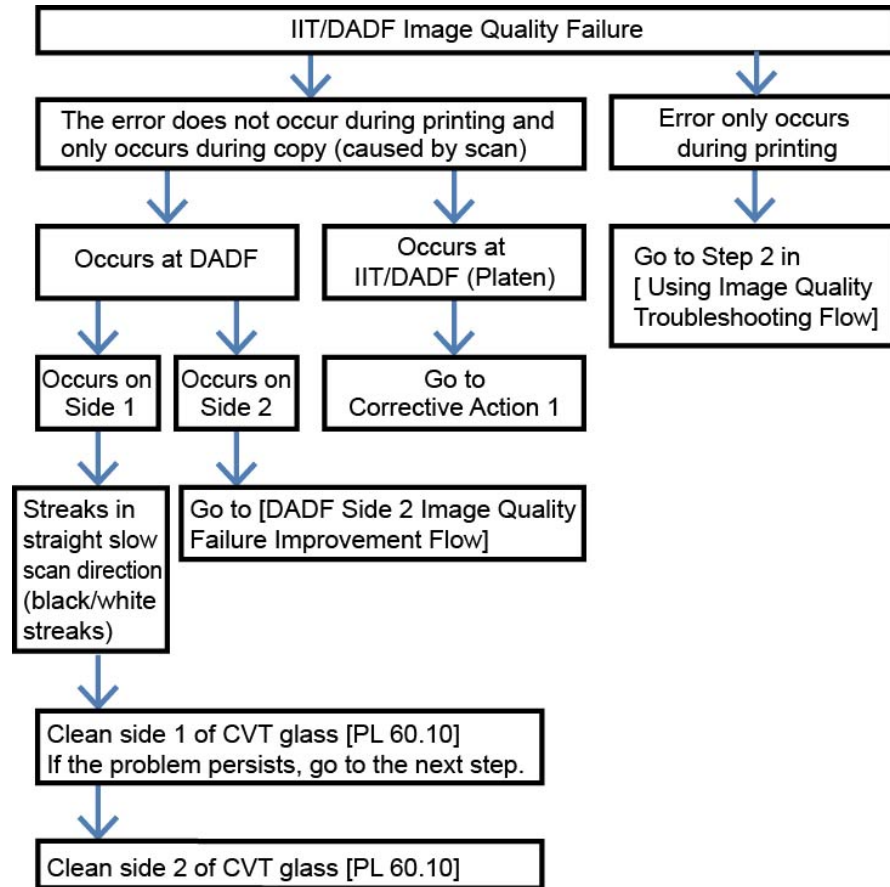 IIT/DADF Image Quality Failure
The error does not occur during printing and
only occurs during copy (caused by scan)
Error only occurs
during printing
Occurs at DADF
Occurs at
IIT/DADF (Platen)
Go to Step 2 in
[ Using Image Quality
Troubleshooting Flow]
Occurs on
Side 1
Occurs on
Side 2
Go to
Corrective Action 1
Streaks in
straight slow
scan direction
(black/white
streaks)
Go to [DADF Side 2 Image Quality
Failure Improvement Flow]
Clean side 1 of CVT glass [PL 60.10]
If the problem persists, go to the next step.
Clean side 2 of CVT glass [PL 60.10]